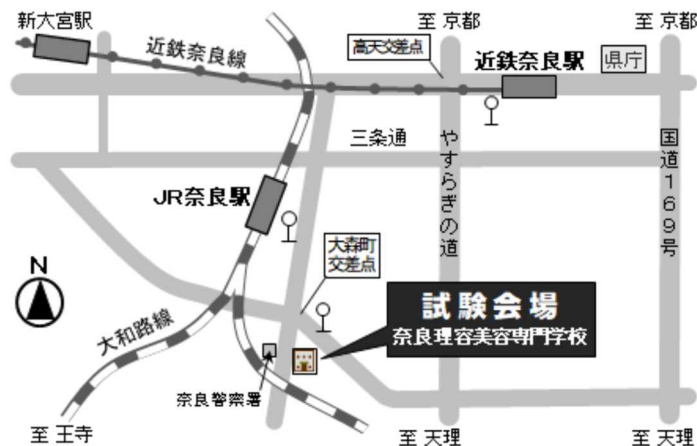 新大宮駅
至 京都
至 京都
近鉄奈良線
高天交差点
近鉄奈良駅
県庁
三条通
やすらぎの道
国道169号
JR奈良駅
大森町
交差点
N
試験会場
奈良理容美容専門学校
大和路線
奈良警察署
至 王寺
至 天理
至 天理